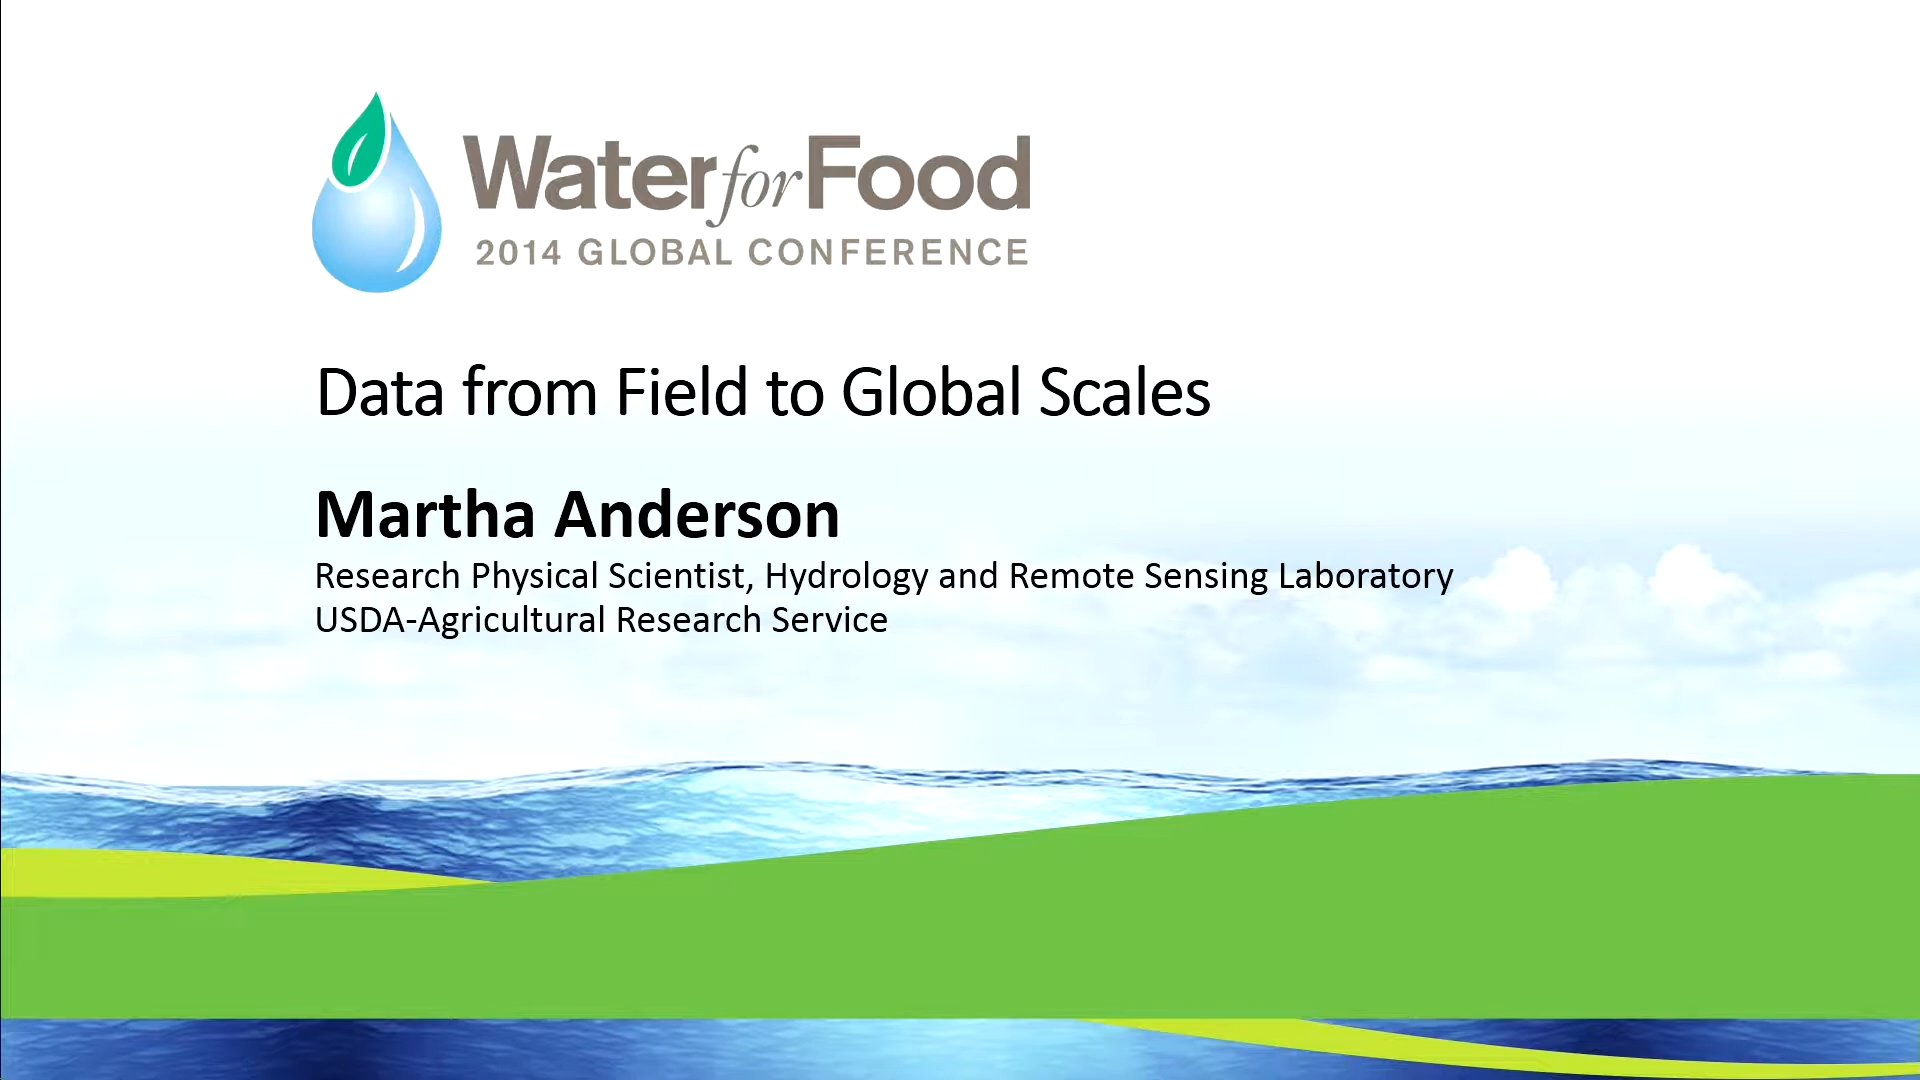 Water for Food
2014 GLOBAL CONFERENCE
Data from Field to Global Scales
Martha Anderson
Research Physical Scientist, Hydrology and Remote Sensing Laboratory
USDA-Agricultural Research Service